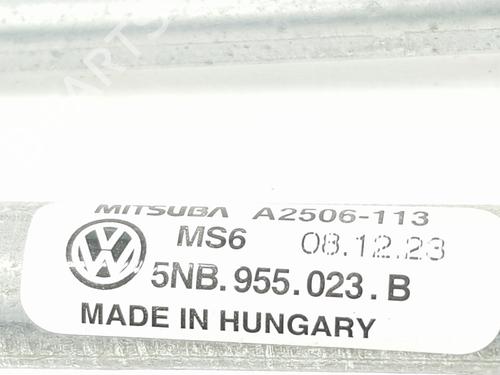 MITSUBA A2506-113
MS6 08.12.23
5NB.955.023.B
MADE IN HUNGARY